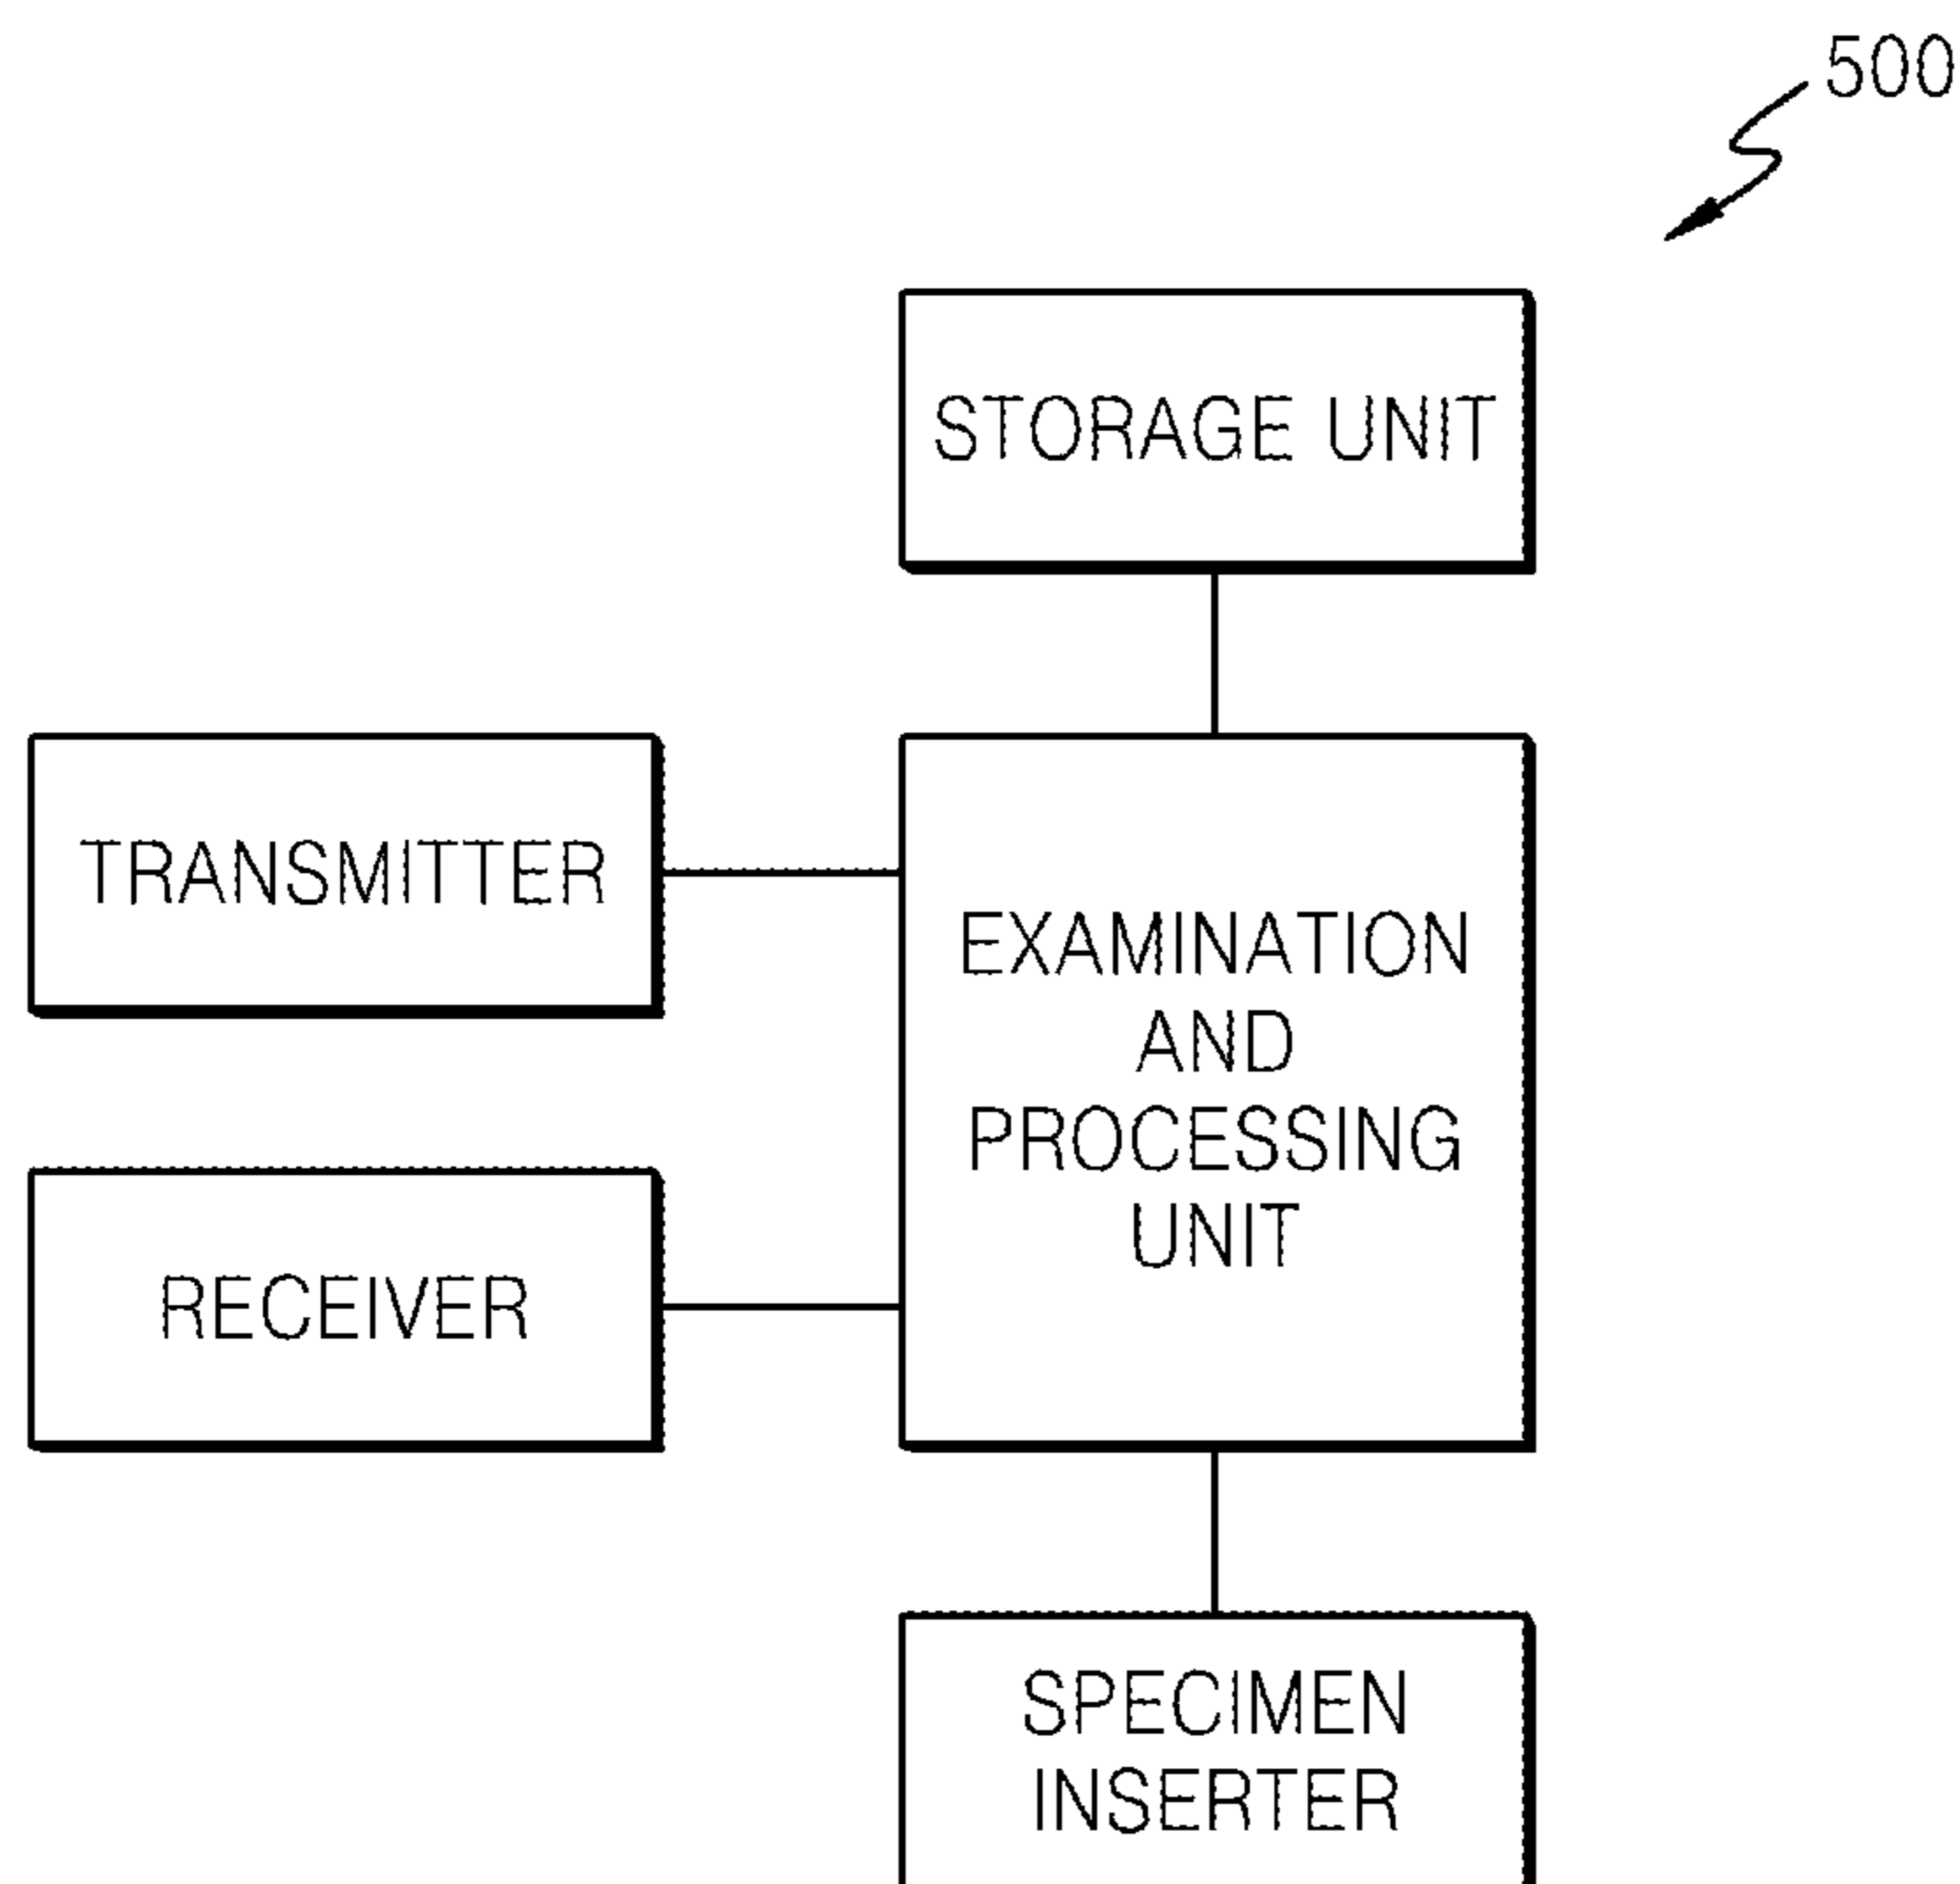 500
STORAGE UNIT
TRANSMITTER
EXAMINATION
AND
PROCESSING
UNIT
RECEIVER
SPECIMEN
INSERTER